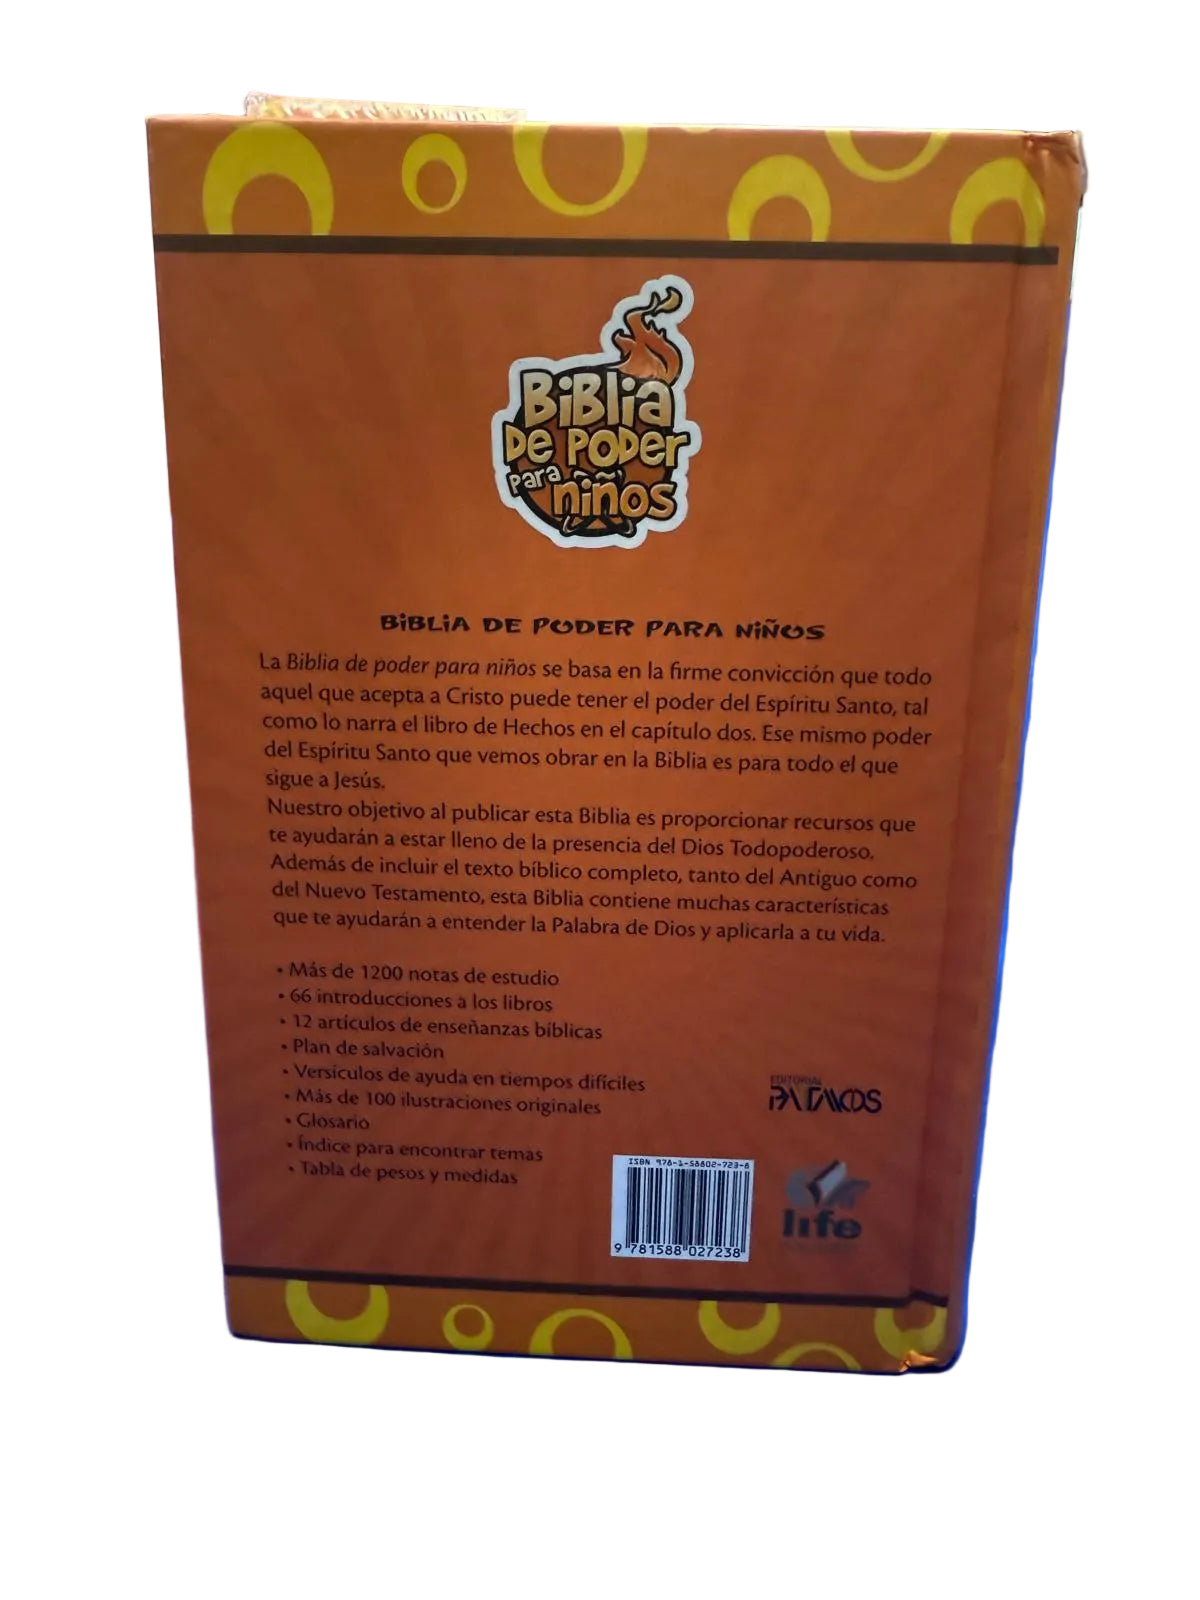 BiBLia
DE PODER
para niños
BiBLiA DE PODER PARA NiÑOS
La Biblia de poder para niños se basa en la firme convicción que todo
aquel que acepta a Cristo puede tener el poder del Espíritu Santo, tal
como lo narra el libro de Hechos en el capítulo dos. Ese mismo poder
del Espíritu Santo que vemos obrar en la Biblia es para todo el que
sigue a Jesús.
Nuestro objetivo al publicar esta Biblia es proporcionar recursos que
te ayudarán a estar lleno de la presencia del Dios Todopoderoso.
Además de incluir el texto bíblico completo, tanto del Antiguo como
del Nuevo Testamento, esta Biblia contiene muchas características
que te ayudarán a entender la Palabra de Dios y aplicarla a tu vida.
• Más de 1200 notas de estudio
• 66 introducciones a los libros
• 12 artículos de enseñanzas bíblicas
• Plan de salvación
• Versículos de ayuda en tiempos difíciles
• Más de 100 ilustraciones originales
• Glosario
• Índice para encontrar temas
• Tabla de pesos y medidas
EDITORIAL
PATMOS
ISBN 978-1-58802-723-8
9 781588 027238
life